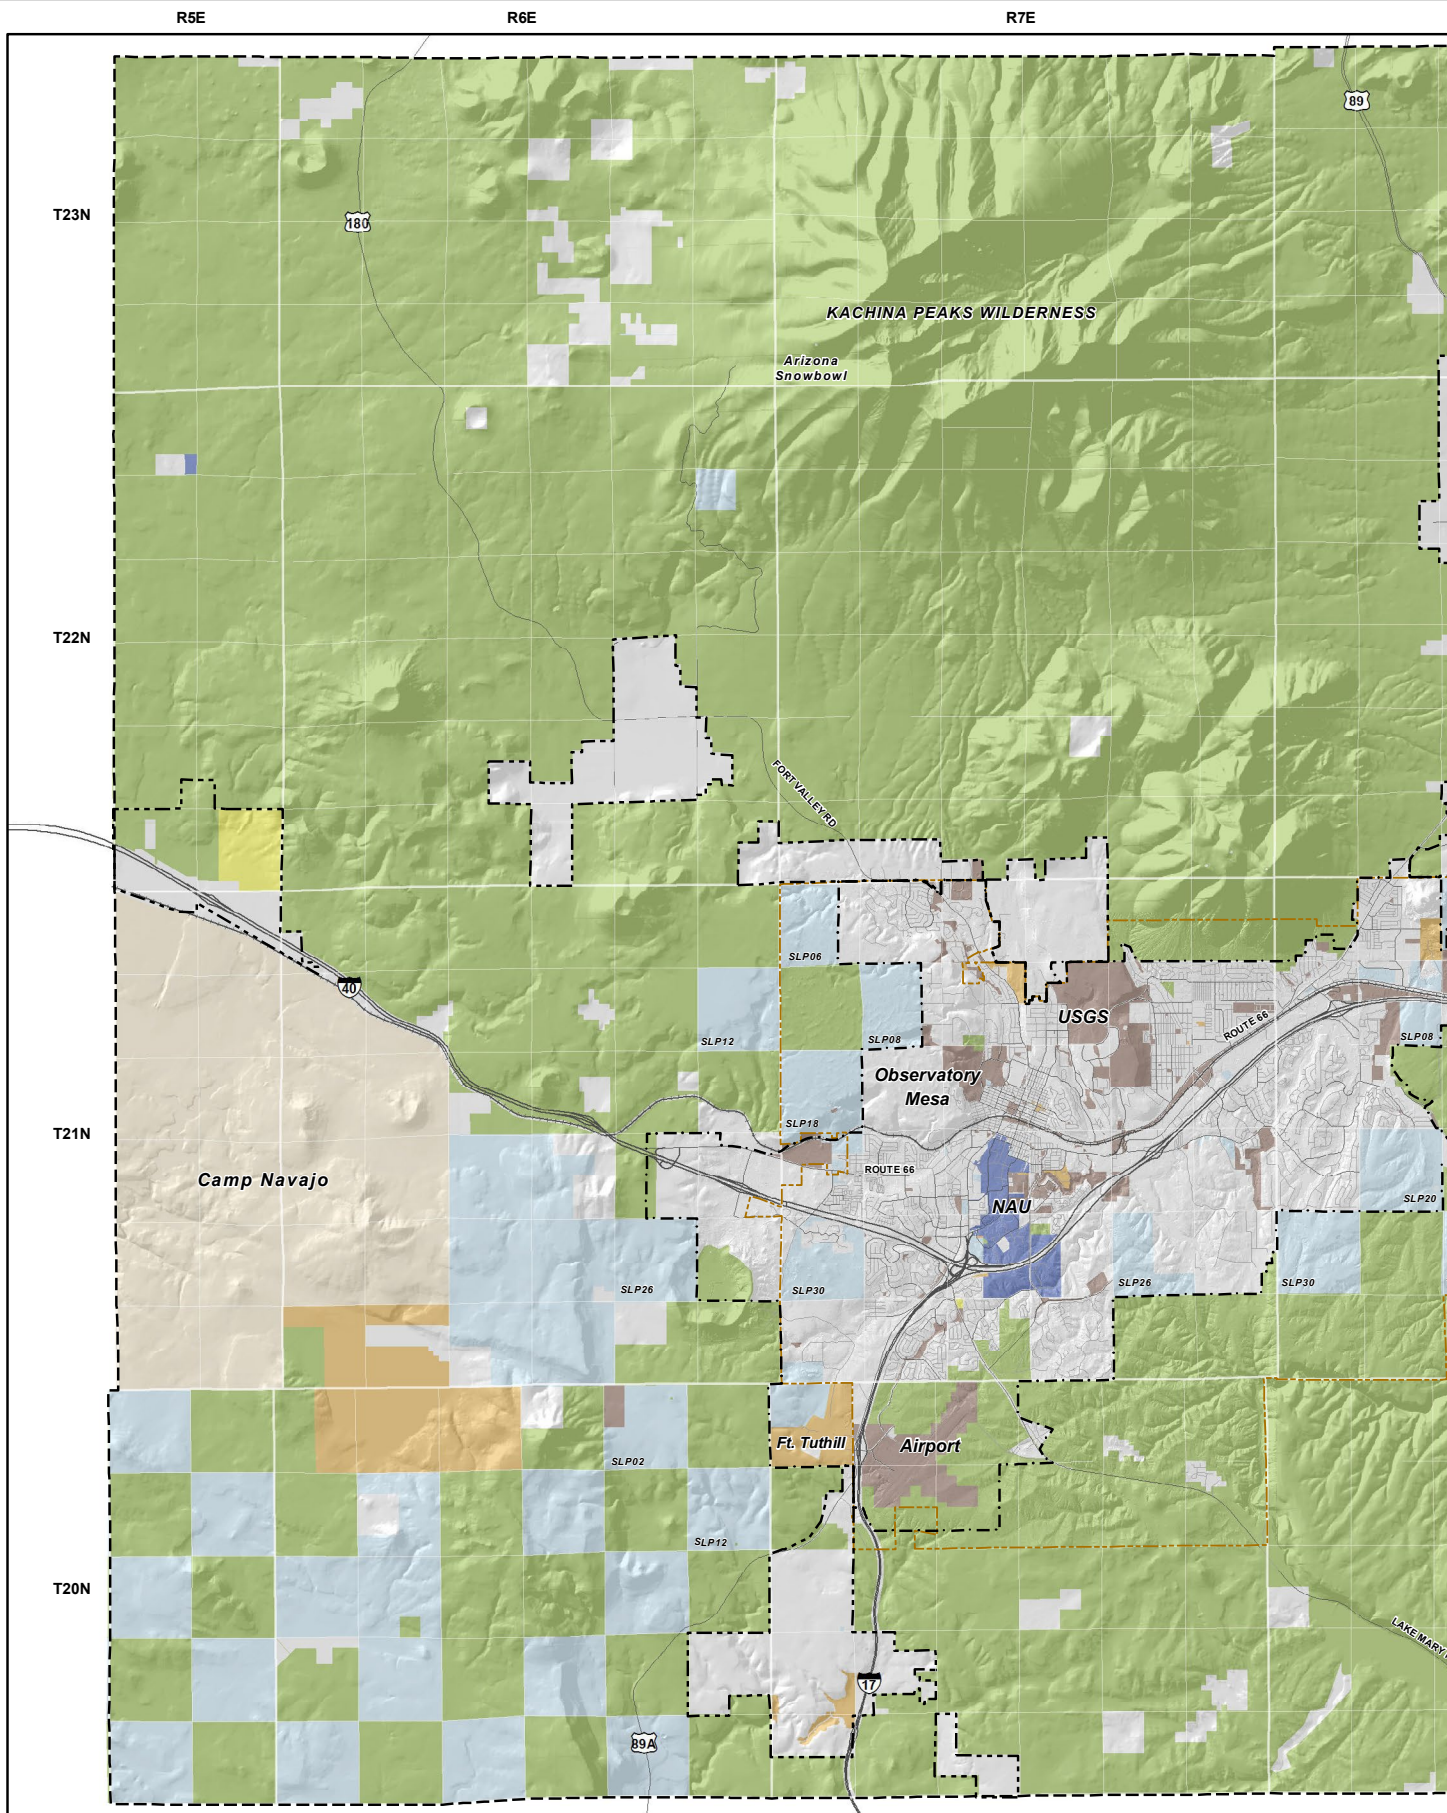 R5E
R6E
R7E
89
T23N
180
KACHINA PEAKS WILDERNESS
Arizona
Snowbowl
T22N
FORT VALLEY RD
SLP06
40
USGS
ROUTE 66
SLP12
SLP08
SLP08
Observatory
Mesa
SLP18
T21N
ROUTE 66
Camp Navajo
SLP20
NAU
SLP26
SLP30
SLP26
SLP30
Ft. Tuthill
Airport
SLP02
SLP12
T20N
LAKE MARY
17
89A